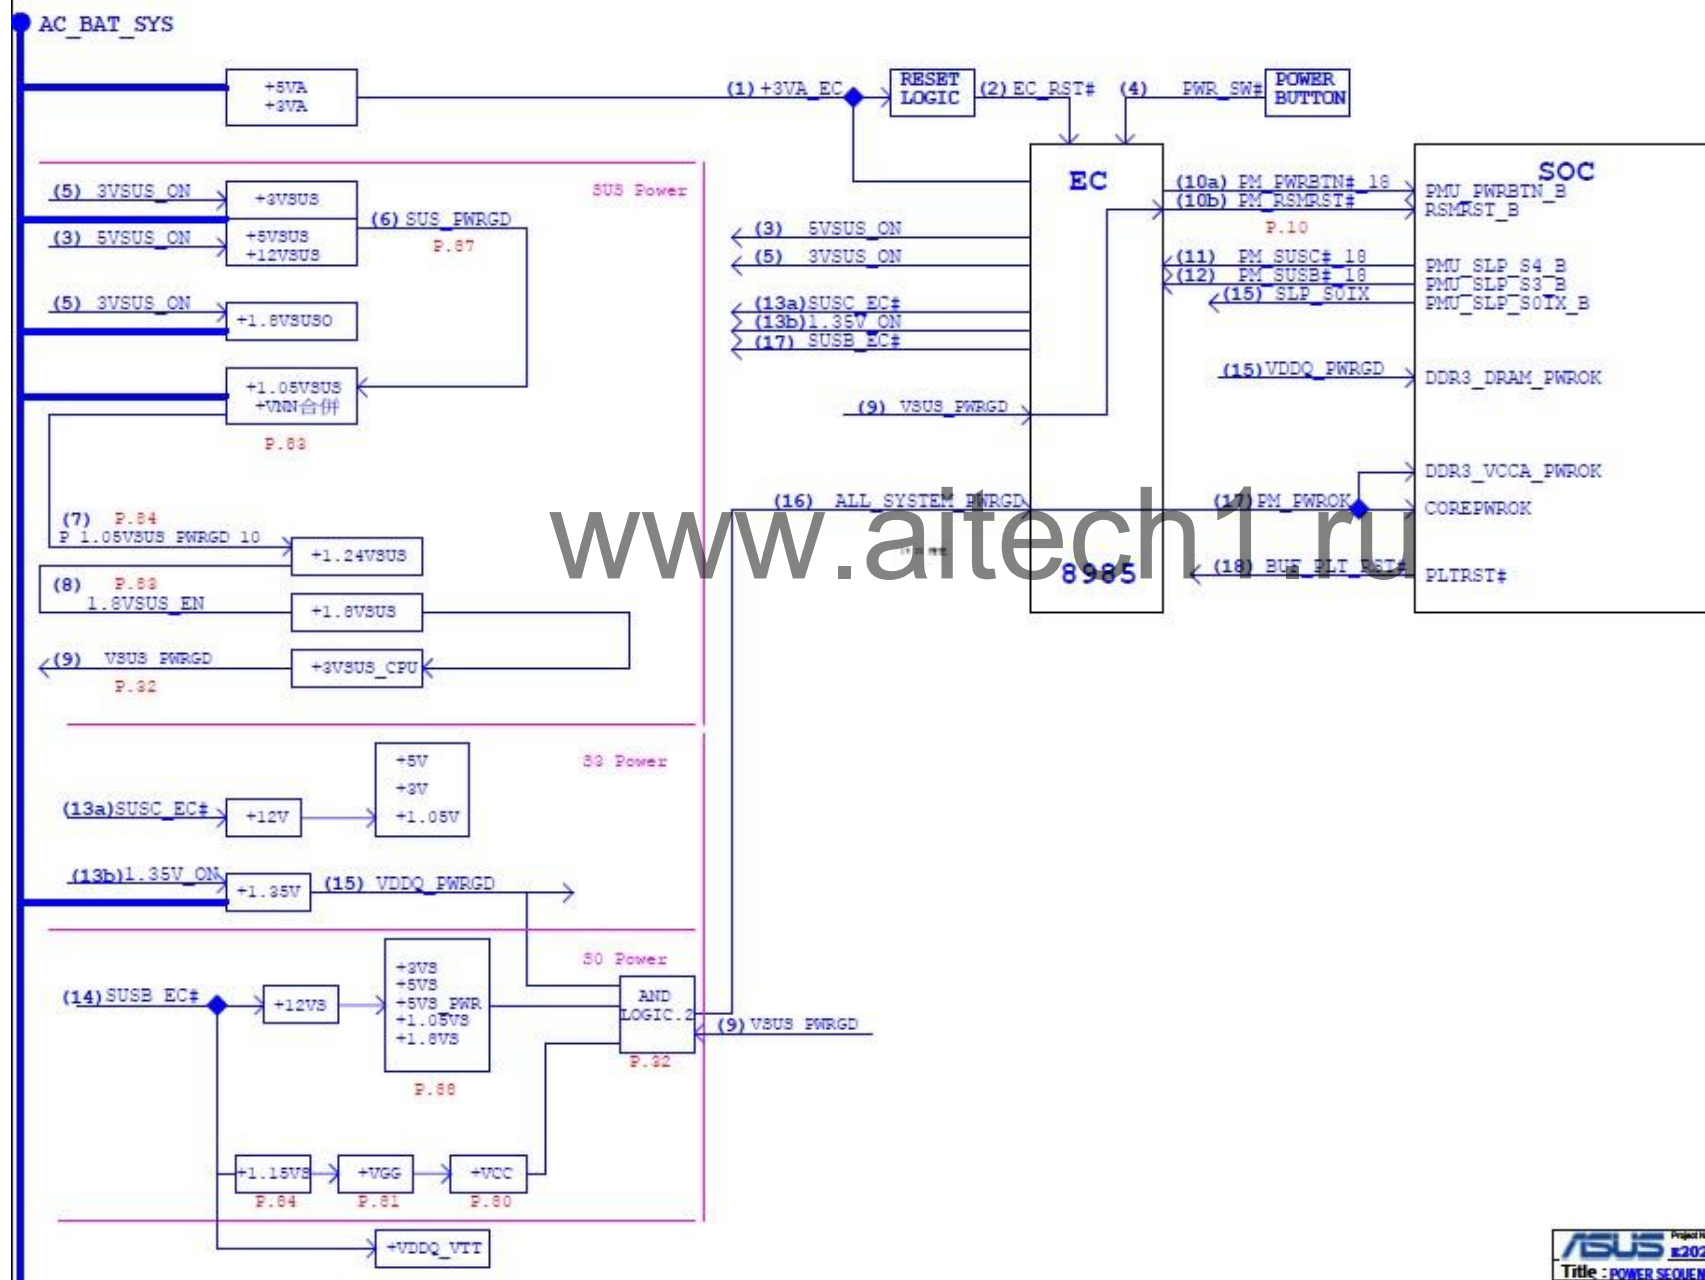 AC_BAT_SYS
+5VA
+3VA
(1) +3VA_EC
RESET
LOGIC
(2) EC_RST#
(4) PWR_SW#
POWER
BUTTON
SUS Power
(5) 3VSUS_ON
+3VSUS
(3) 5VSUS_ON
+5VSUS
+12VSUS
(6) SUS_PWRGD
P.87
(5) 3VSUS_ON
+1.8VSUSO
+1.05VSUS
+VNN合併
P.83
(7) P.84
P_1.05VSUS_PWRGD_10
+1.24VSUS
(8) P.83
1.8VSUS_EN
+1.8VSUS
(9) VSUS_PWRGD
+3VSUS_CPU
P.32
EC
(3) 5VSUS_ON
(5) 3VSUS_ON
(13a)SUSC_EC#
(13b)1.35V_ON
(17) SUSB_EC#
(9) VSUS_PWRGD
(16) ALL_SYSTEM_PWRGD
8985
(10a) PM_PWRBTN#_18
(10b) PM_RSMRST#
P.10
(11) PM_SUSC#_18
(12) PM_SUSB#_18
(15) SLP_S0IX
(15)VDDQ_PWRGD
(17)PM_PWROK
(18) BUF_PLT_RST#
SOC
PMU_PWRBTN_B
RSMRST_B
PMU_SLP_S4_B
PMU_SLP_S3_B
PMU_SLP_S0IX_B
DDR3_DRAM_PWROK
DDR3_VCCA_PWROK
COREPWROK
PLTRST#
www.aitech1.ru
S3 Power
+5V
+3V
+1.05V
(13a)SUSC_EC#
+12V
(13b)1.35V_ON
+1.35V
(15) VDDQ_PWRGD
S0 Power
(14)SUSB_EC#
+12VS
+3VS
+5VS
+5VS_PWR
+1.05VS
+1.8VS
P.88
AND
LOGIC.2
P.32
(9) VSUS_PWRGD
+1.15VS
P.84
+VGG
P.81
+VCC
P.80
+VDDQ_VTT
ASUS
Title : POWER SEQUEN